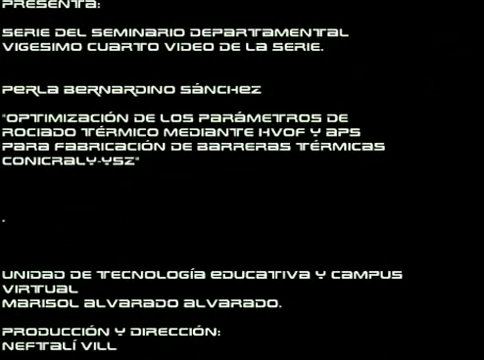 PRESENTA:
SERIE DEL SEMINARIO DEPARTAMENTAL
VIGESIMO CUARTO VIDEO DE LA SERIE.
PERLA BERNARDINO SÁNCHEZ
"OPTIMIZACIÓN DE LOS PARÁMETROS DE
ROCIADO TÉRMICO MEDIANTE HVOF Y APS
PARA FABRICACIÓN DE BARRERAS TÉRMICAS
CONICRALY-YSZ"
.
UNIDAD DE TECNOLOGÍA EDUCATIVA Y CAMPUS
VIRTUAL
MARISOL ALVARADO ALVARADO.
PRODUCCIÓN Y DIRECCIÓN:
NEFTALÍ VILL